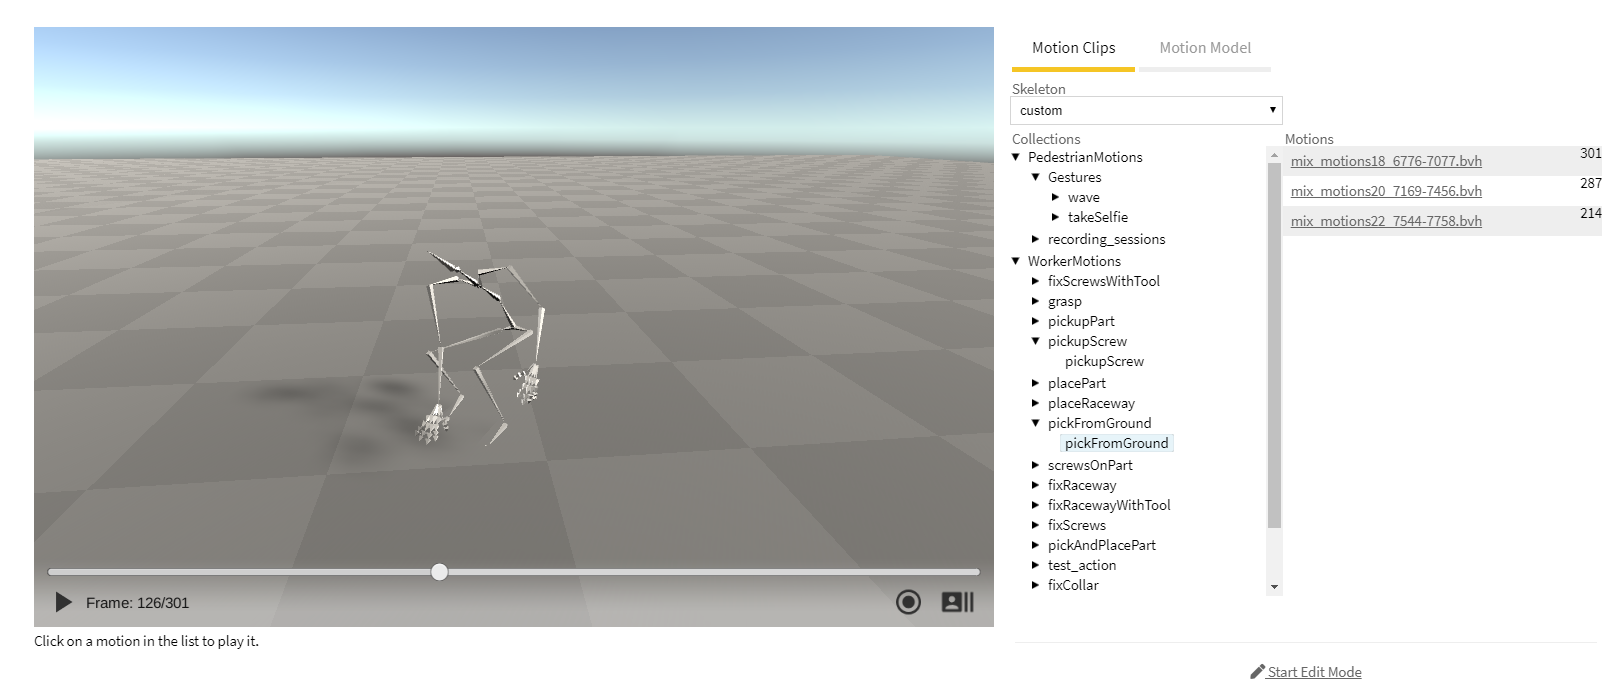 Motion Clips
Motion Model
Skeleton
custom
Collections
Motions
PedestrianMotions
Gestures
wave
takeSelfie
recording_sessions
WorkerMotions
fixScrewsWithTool
grasp
pickupPart
pickupScrew
pickupScrew
placePart
placeRaceway
pickFromGround
pickFromGround
screwsOnPart
fixRaceway
fixRacewayWithTool
fixScrews
pickAndPlacePart
test_action
fixCollar
mix_motions18_6776-7077.bvh 301
mix_motions20_7169-7456.bvh 287
mix_motions22_7544-7758.bvh 214
Frame: 126/301
Click on a motion in the list to play it.
Start Edit Mode